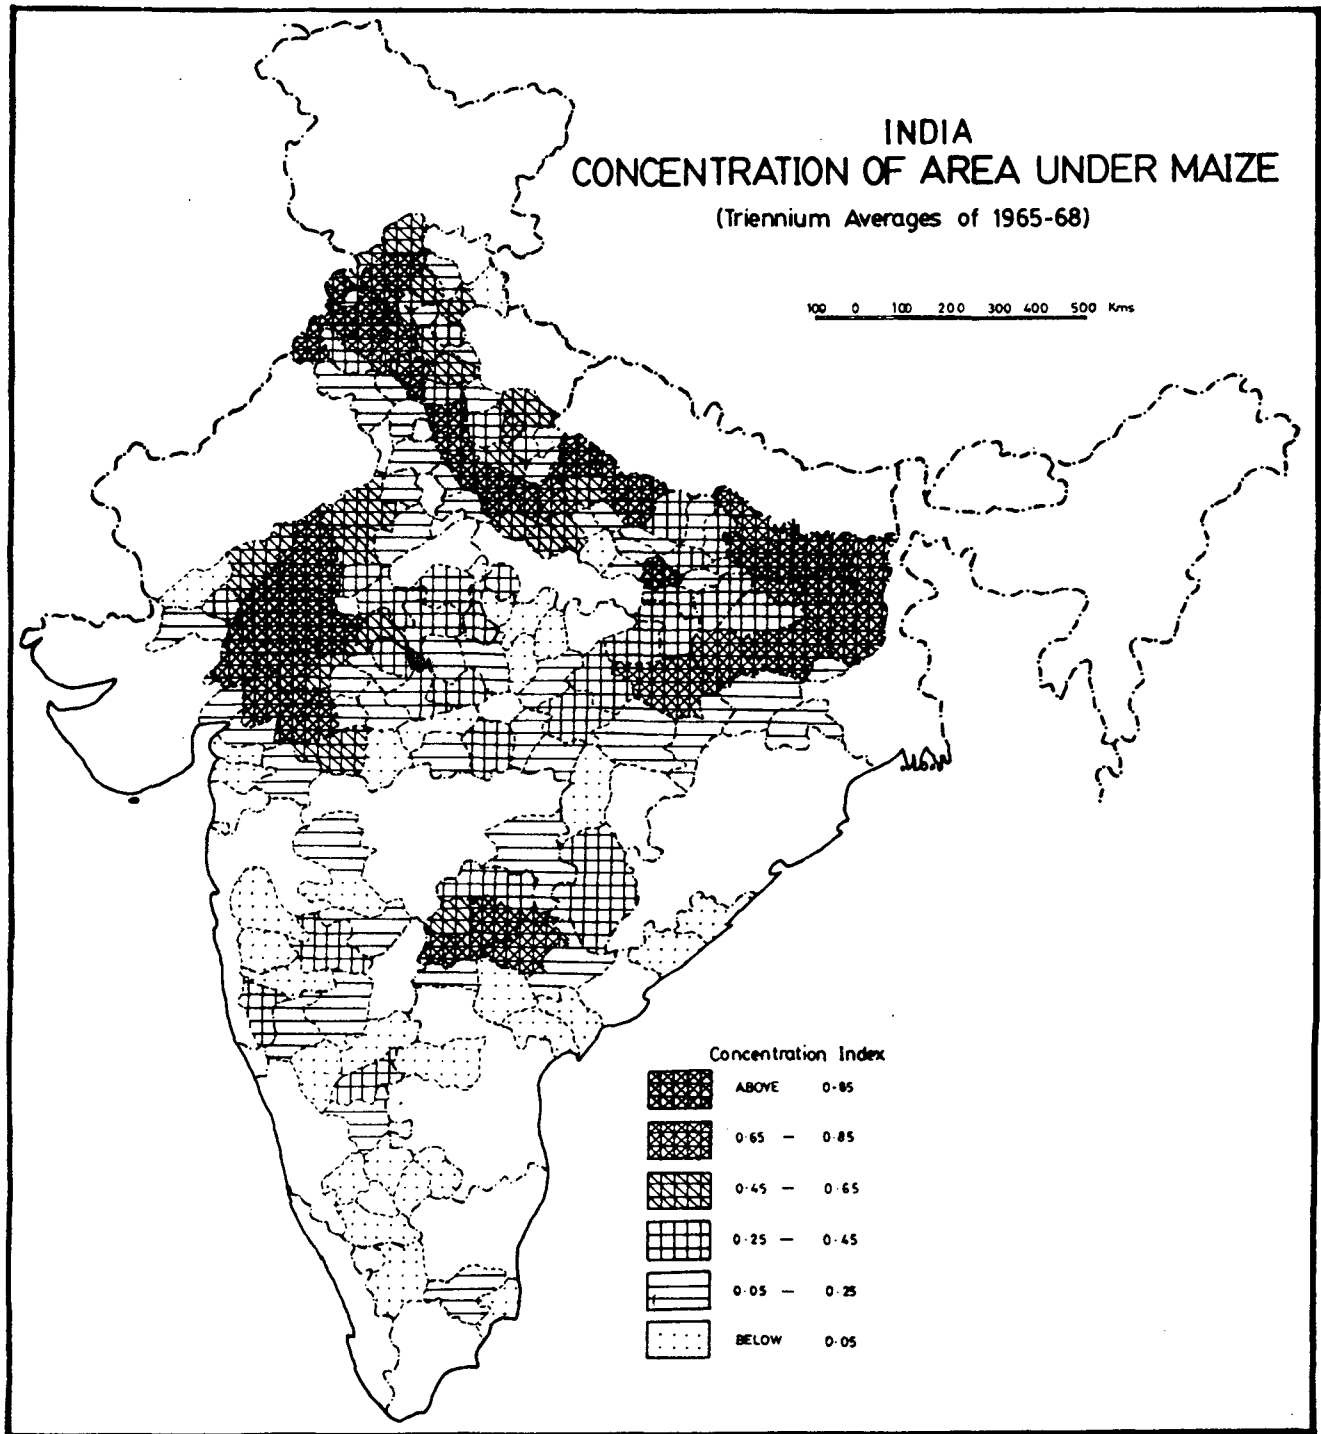 INDIA
CONCENTRATION OF AREA UNDER MAIZE
(Triennium Averages of 1965-68)
100 0 100 200 300 400 500 Kms
Concentration Index
ABOVE 0·85
0·65 — 0·85
0·45 — 0·65
0·25 — 0·45
0·05 — 0·25
BELOW 0·05